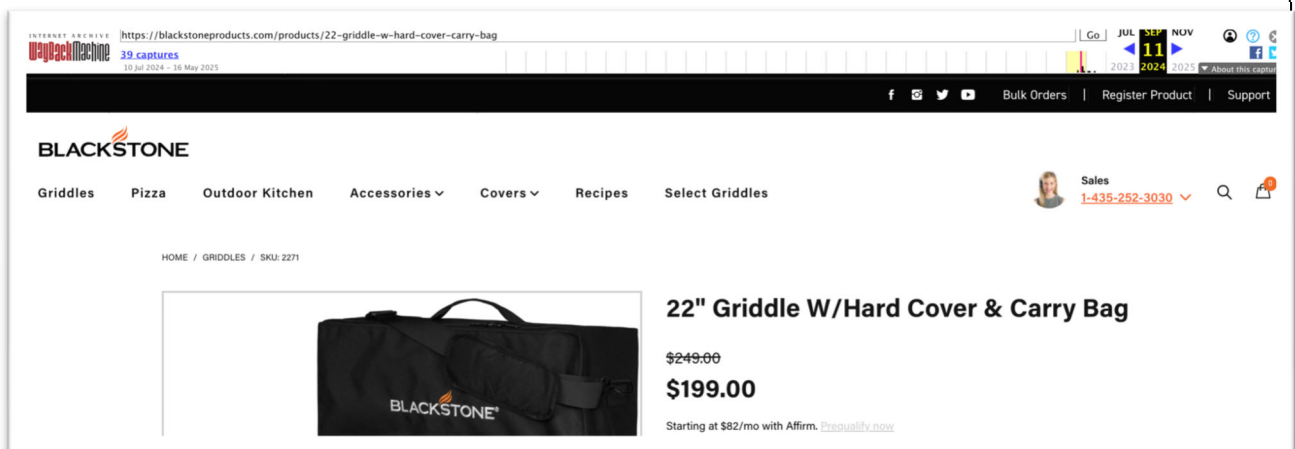 INTERNET ARCHIVE
WayBackMachine
https://blackstoneproducts.com/products/22-griddle-w-hard-cover-carry-bag
Go
JUL SEP NOV
39 captures
11
10 Jul 2024 - 16 May 2025
2023 2024 2025
▼ About this captur
Bulk Orders | Register Product | Support
BLACKSTONE
Griddles Pizza Outdoor Kitchen Accessories Covers Recipes Select Griddles
Sales
1-435-252-3030
0
HOME / GRIDDLES / SKU: 2271
22" Griddle W/Hard Cover & Carry Bag
$249.00
$199.00
BLACKSTONE®
Starting at $82/mo with Affirm. Prequalify now